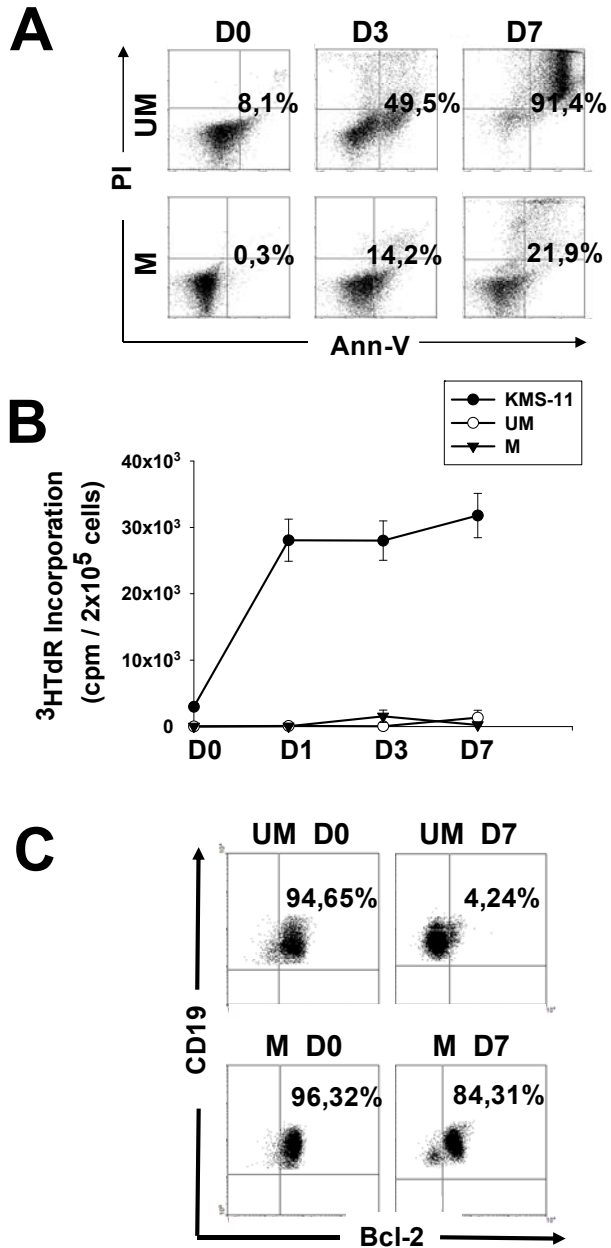 A
D0 D3 D7
UM
8,1% 49,5% 91,4%
PI
M
0,3% 14,2% 21,9%
Ann-V
B
KMS-11
UM
M
³HTdR Incorporation
(cpm / 2x10⁵ cells)
40x10³
30x10³
20x10³
10x10³
0
D0 D1 D3 D7
C
UM D0 UM D7
94,65% 4,24%
CD19
M D0 M D7
96,32% 84,31%
Bcl-2